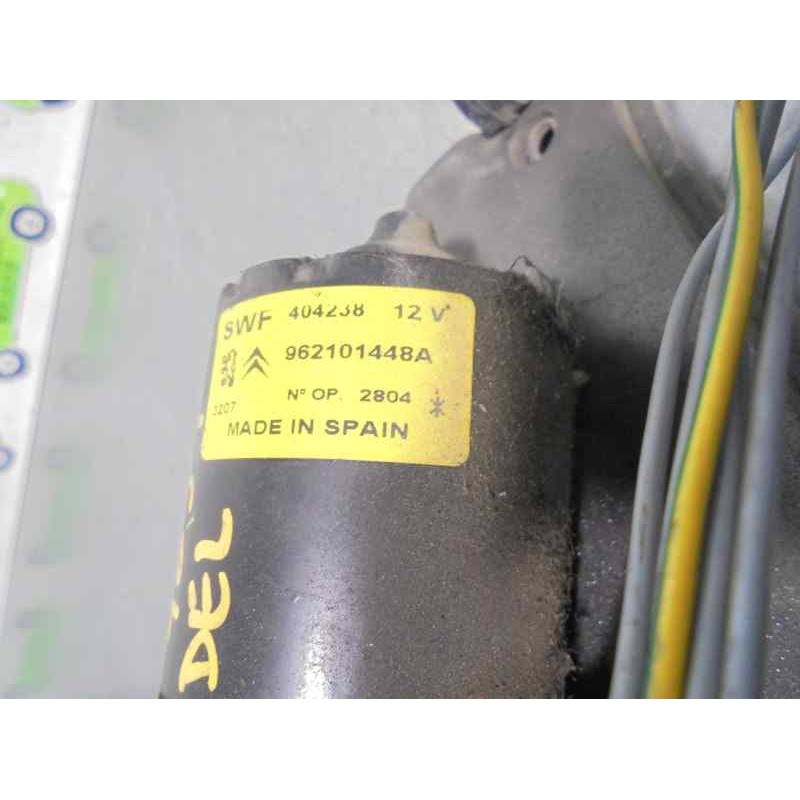 SWF 404238 12 V
962101448A
Nº OP. 2804
3207
MADE IN SPAIN
DEL